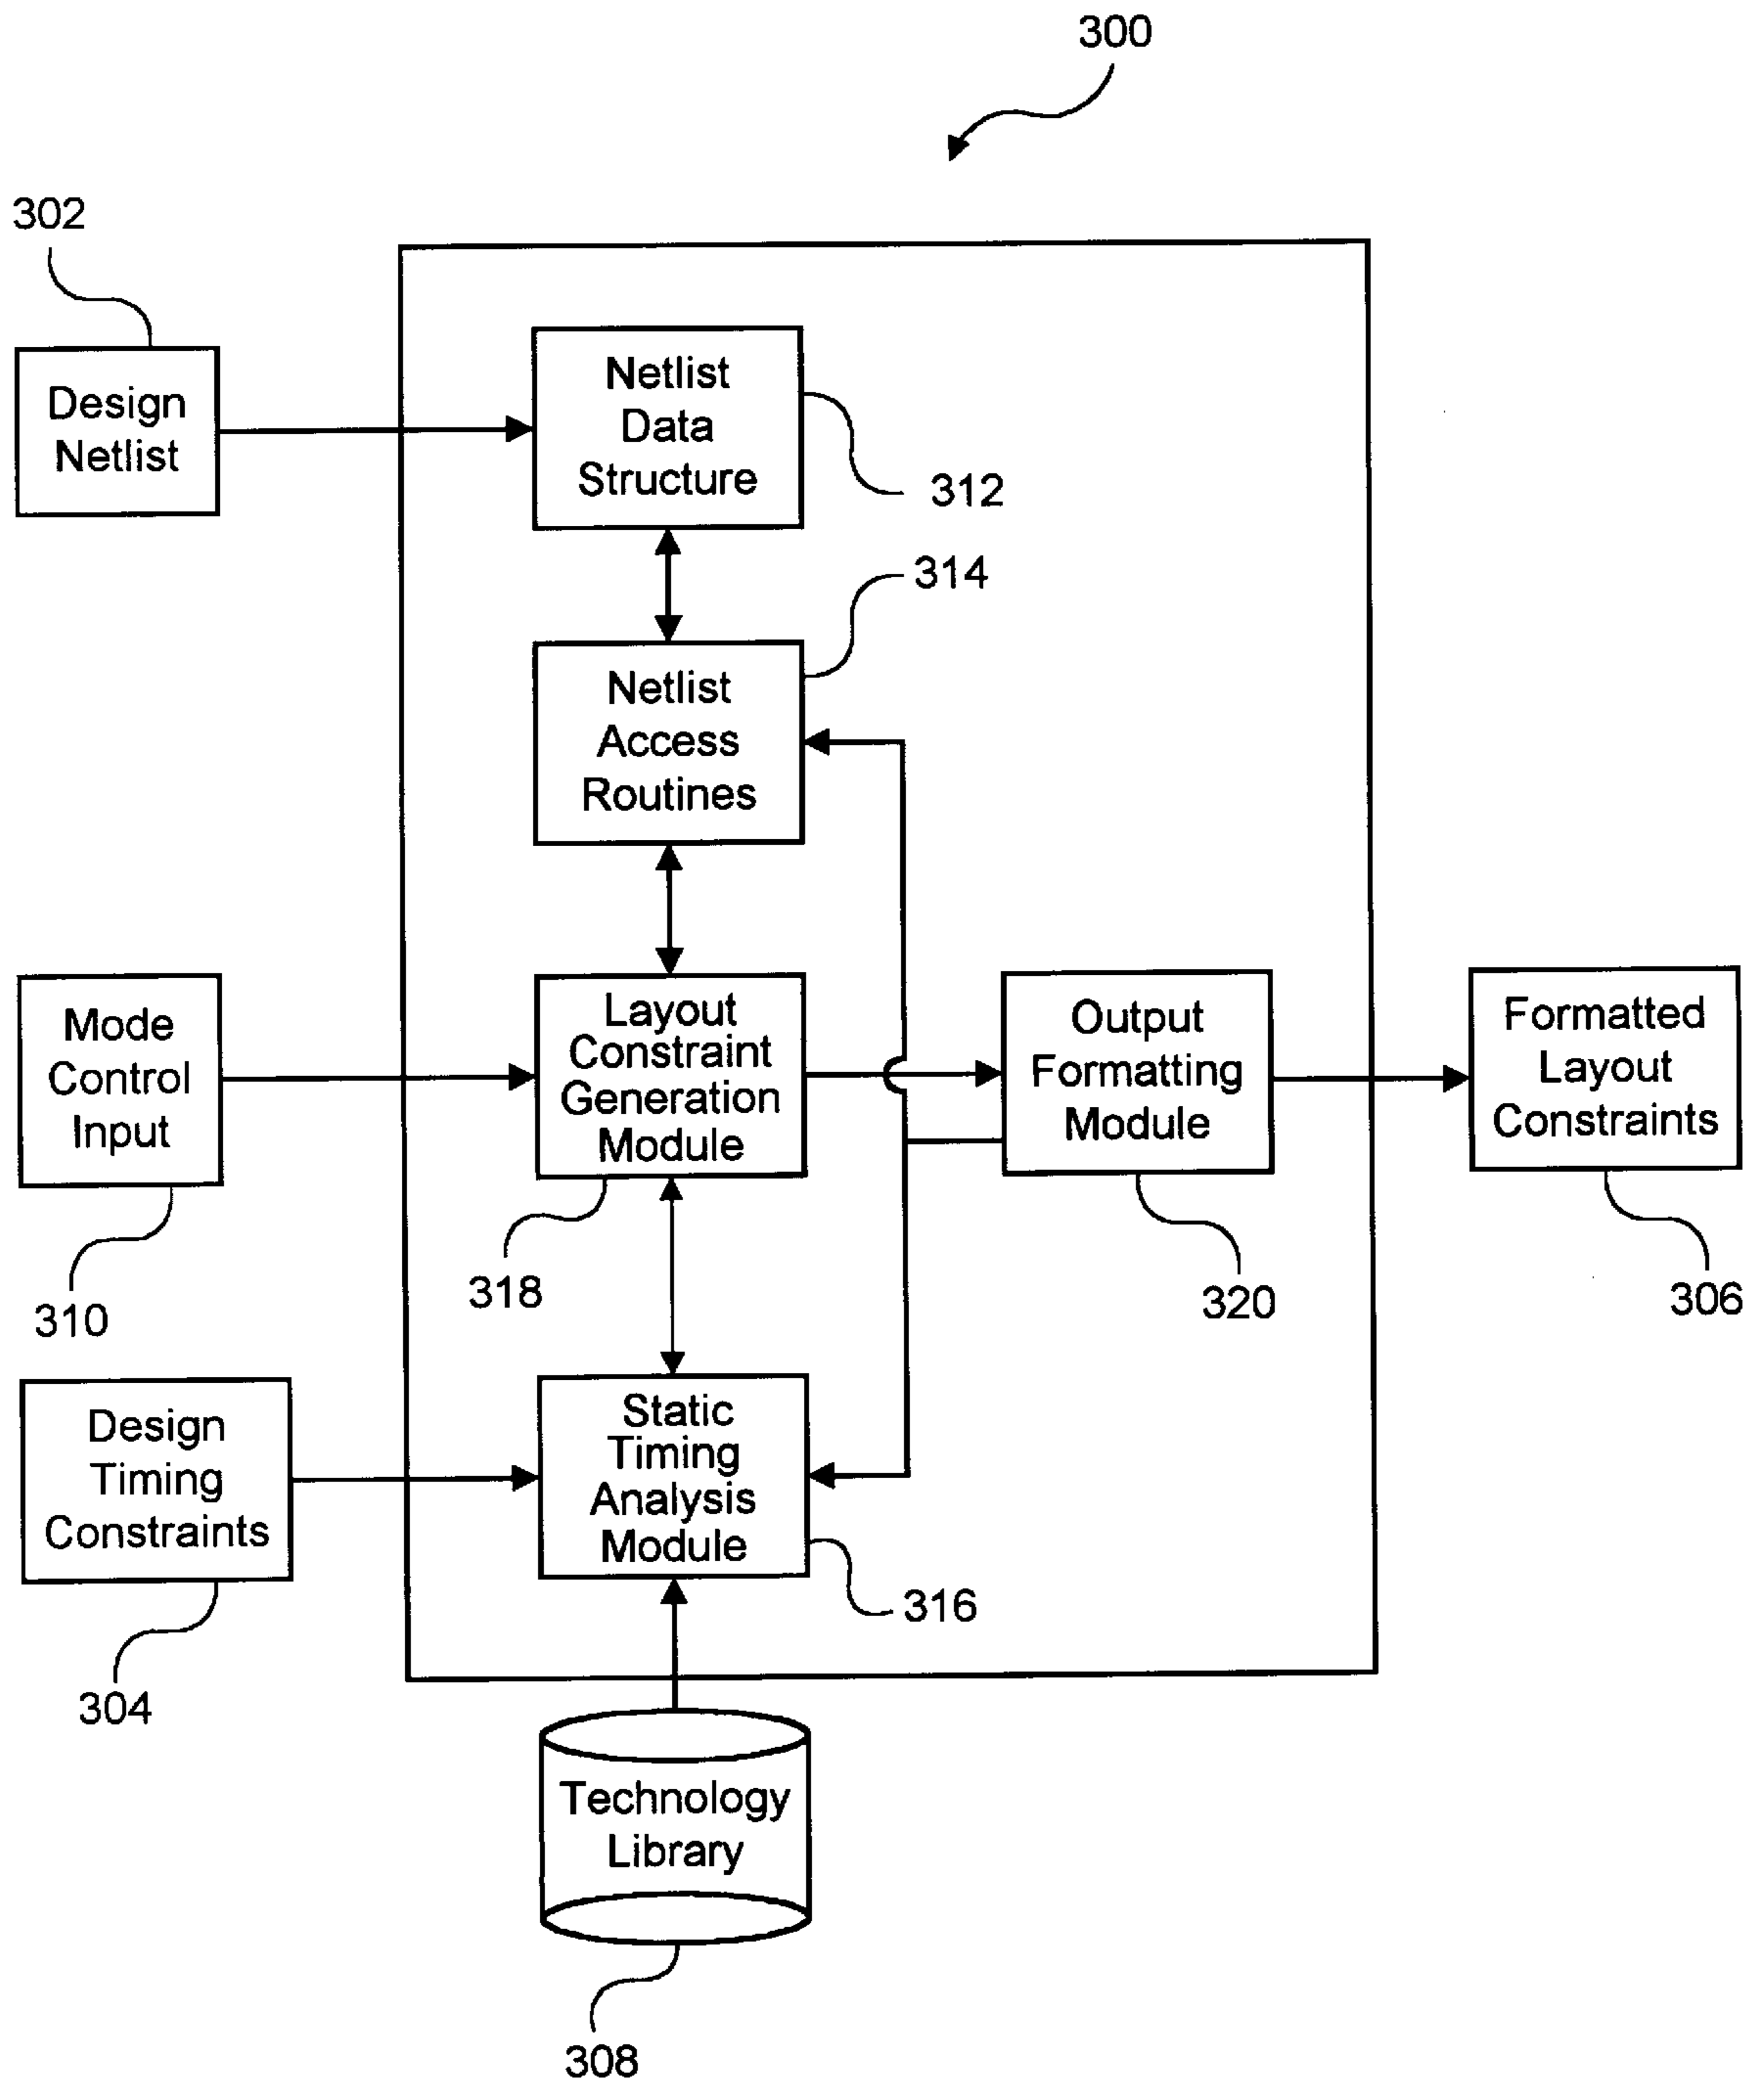 300
302
Design
Netlist
Netlist
Data
Structure
312
314
Netlist
Access
Routines
Mode
Control
Input
310
Layout
Constraint
Generation
Module
318
Output
Formatting
Module
320
Formatted
Layout
Constraints
306
Design
Timing
Constraints
304
Static
Timing
Analysis
Module
316
Technology
Library
308